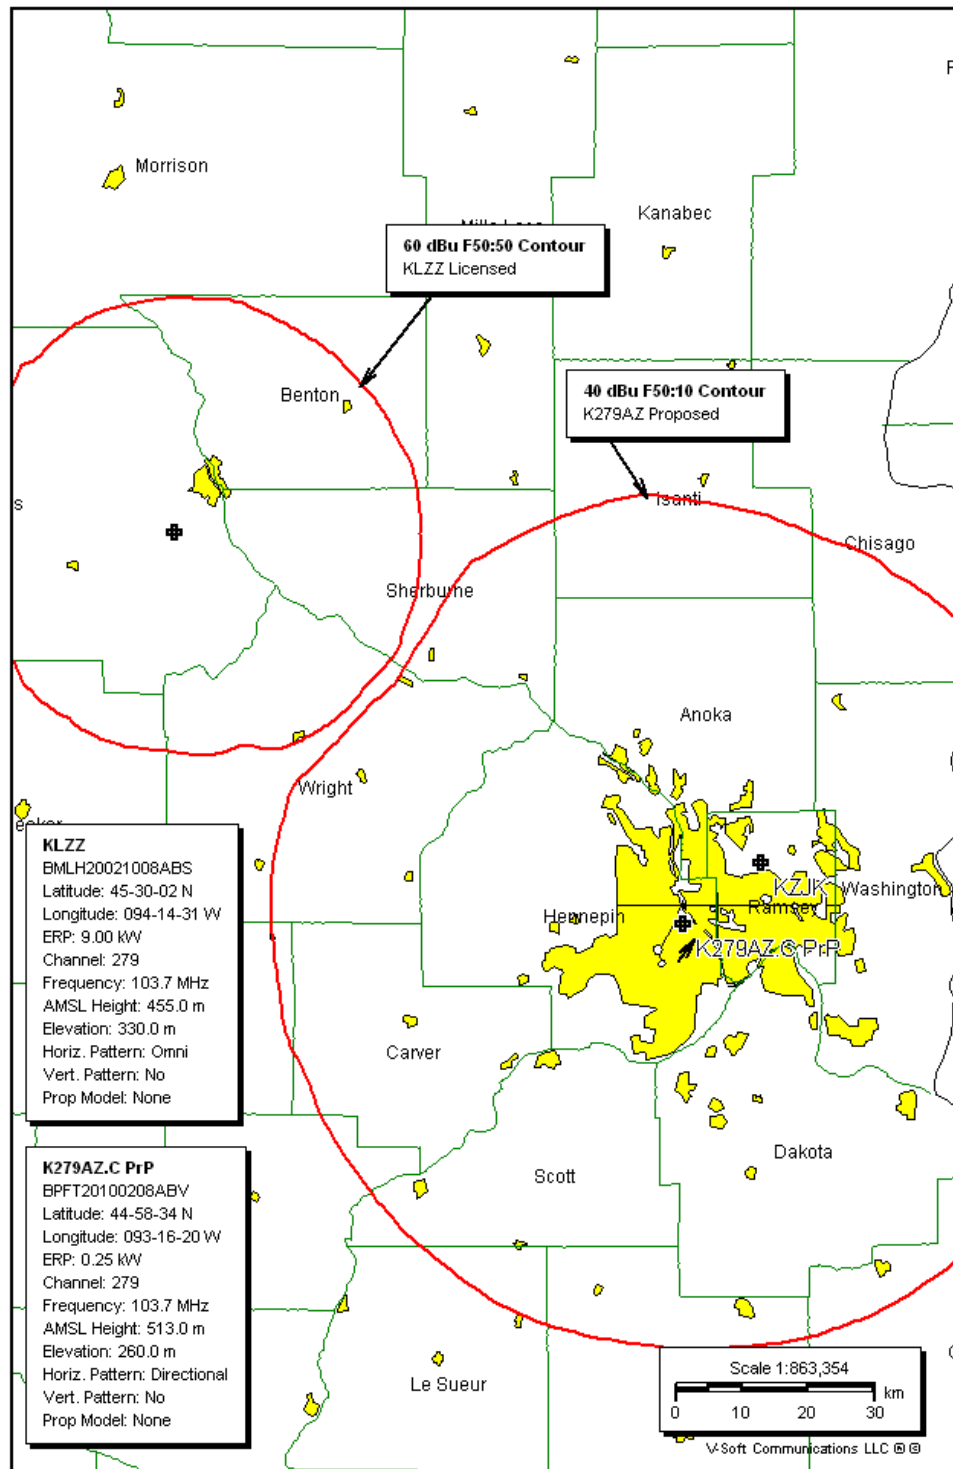 Morrison
Kanabec
60 dBu F50:50 Contour
KLZZ Licensed
Benton
40 dBu F50:10 Contour
K279AZ Proposed
s
Isanti
Chisago
Sherburne
Anoka
Wright
KZJK
Washington
Hennepin
Ramsey
K279AZ.C PrP
Carver
Dakota
Scott
Le Sueur
KLZZ
BMLH20021008ABS
Latitude: 45-30-02 N
Longitude: 094-14-31 W
ERP: 9.00 kW
Channel: 279
Frequency: 103.7 MHz
AMSL Height: 455.0 m
Elevation: 330.0 m
Horiz. Pattern: Omni
Vert. Pattern: No
Prop Model: None
K279AZ.C PrP
BPFT20100208ABV
Latitude: 44-58-34 N
Longitude: 093-16-20 W
ERP: 0.25 kW
Channel: 279
Frequency: 103.7 MHz
AMSL Height: 513.0 m
Elevation: 260.0 m
Horiz. Pattern: Directional
Vert. Pattern: No
Prop Model: None
Scale 1:863,354
km
0 10 20 30
V-Soft Communications LLC ® ©